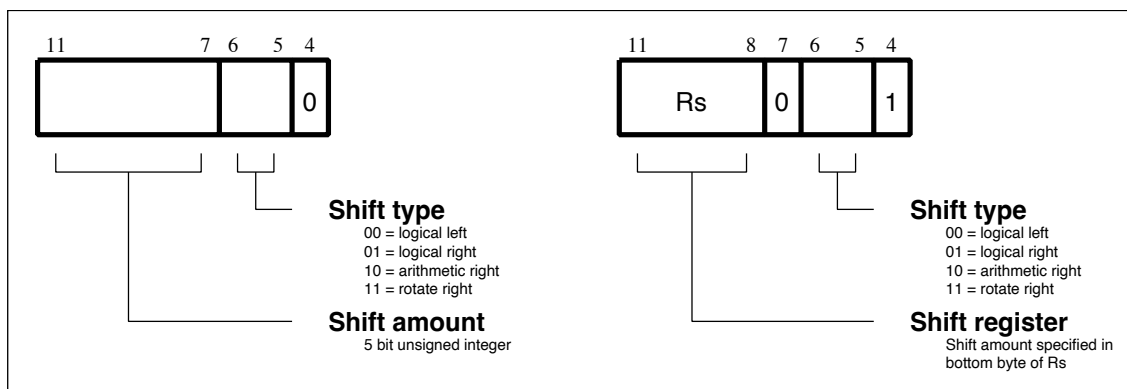 11 7 6 5 4
0
Shift type
00 = logical left
01 = logical right
10 = arithmetic right
11 = rotate right
Shift amount
5 bit unsigned integer
11 8 7 6 5 4
Rs 0 1
Shift type
00 = logical left
01 = logical right
10 = arithmetic right
11 = rotate right
Shift register
Shift amount specified in
bottom byte of Rs